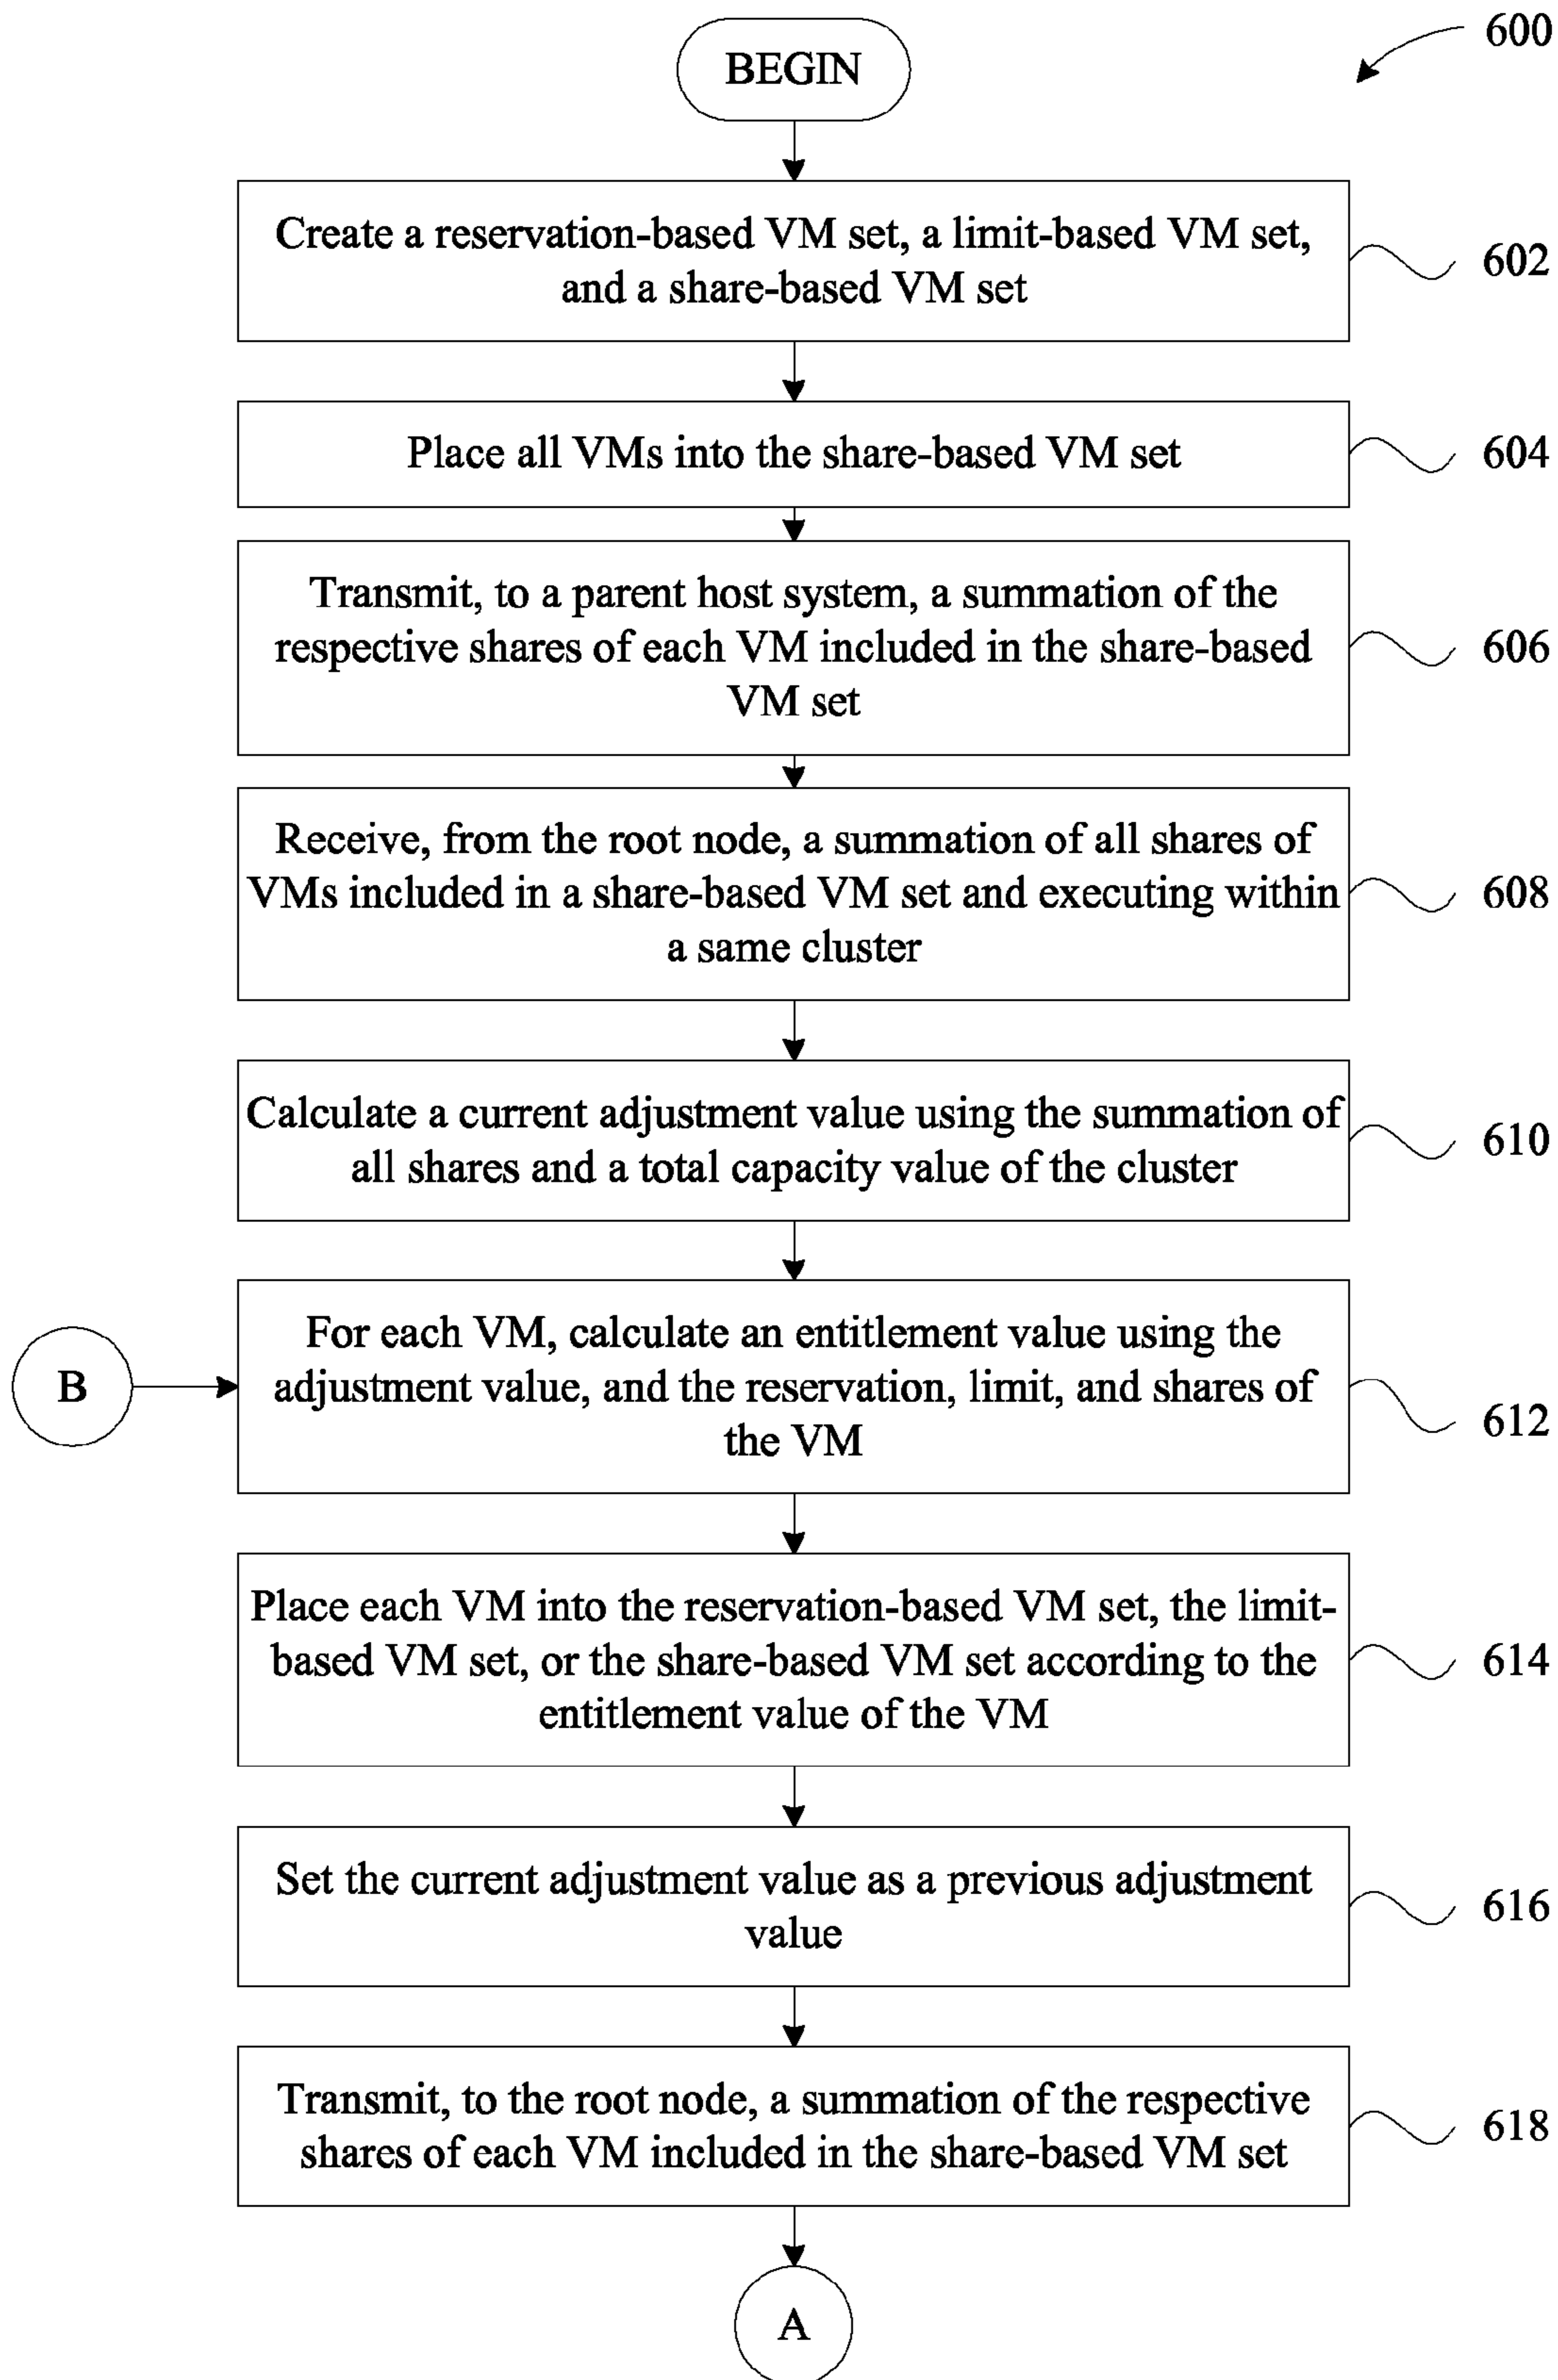 600
BEGIN
Create a reservation-based VM set, a limit-based VM set,
and a share-based VM set
602
Place all VMs into the share-based VM set
604
Transmit, to a parent host system, a summation of the
respective shares of each VM included in the share-based
VM set
606
Receive, from the root node, a summation of all shares of
VMs included in a share-based VM set and executing within
a same cluster
608
Calculate a current adjustment value using the summation of
all shares and a total capacity value of the cluster
610
For each VM, calculate an entitlement value using the
adjustment value, and the reservation, limit, and shares of
the VM
B
612
Place each VM into the reservation-based VM set, the limit-
based VM set, or the share-based VM set according to the
entitlement value of the VM
614
Set the current adjustment value as a previous adjustment
value
616
Transmit, to the root node, a summation of the respective
shares of each VM included in the share-based VM set
618
A